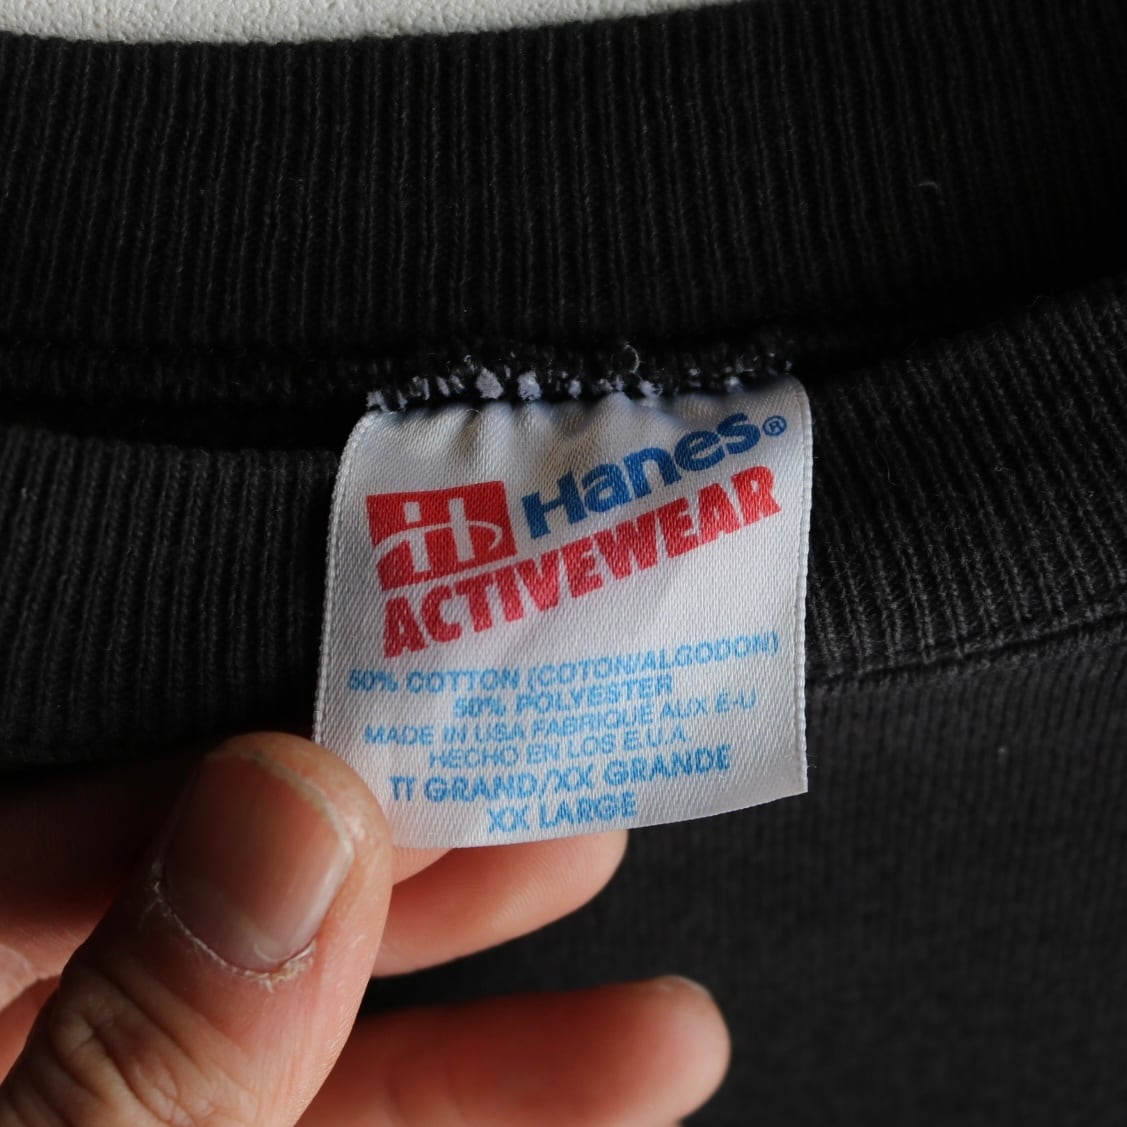 Hanes®
ACTIVEWEAR
50% COTTON (COTON/ALGODON)
50% POLYESTER
MADE IN USA FABRIQUÉ AUX É-U
HECHO EN LOS E.U.A
TT GRAND/XX GRANDE
XX LARGE